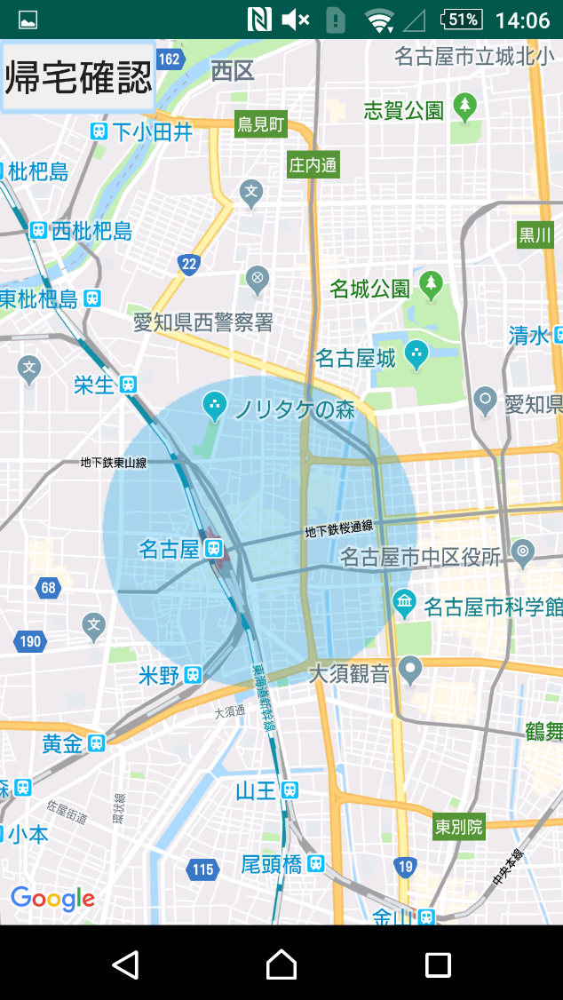 51% 14:06
帰宅確認
162
西区
名古屋市立城北小
志賀公園
鳥見町
下小田井
庄内通
枇杷島
西枇杷島
黒川
22
名城公園
東枇杷島
愛知県西警察署
清水
名古屋城
栄生
ノリタケの森
愛知県
地下鉄東山線
地下鉄桜通線
名古屋
名古屋市中区役所
68
名古屋市科学館
190
米野
大須観音
東海道新幹線
大須通
黄金
鶴舞
森
山王
佐屋街道
環状線
東別院
小本
尾頭橋
115
19
中央本線
Google
金山